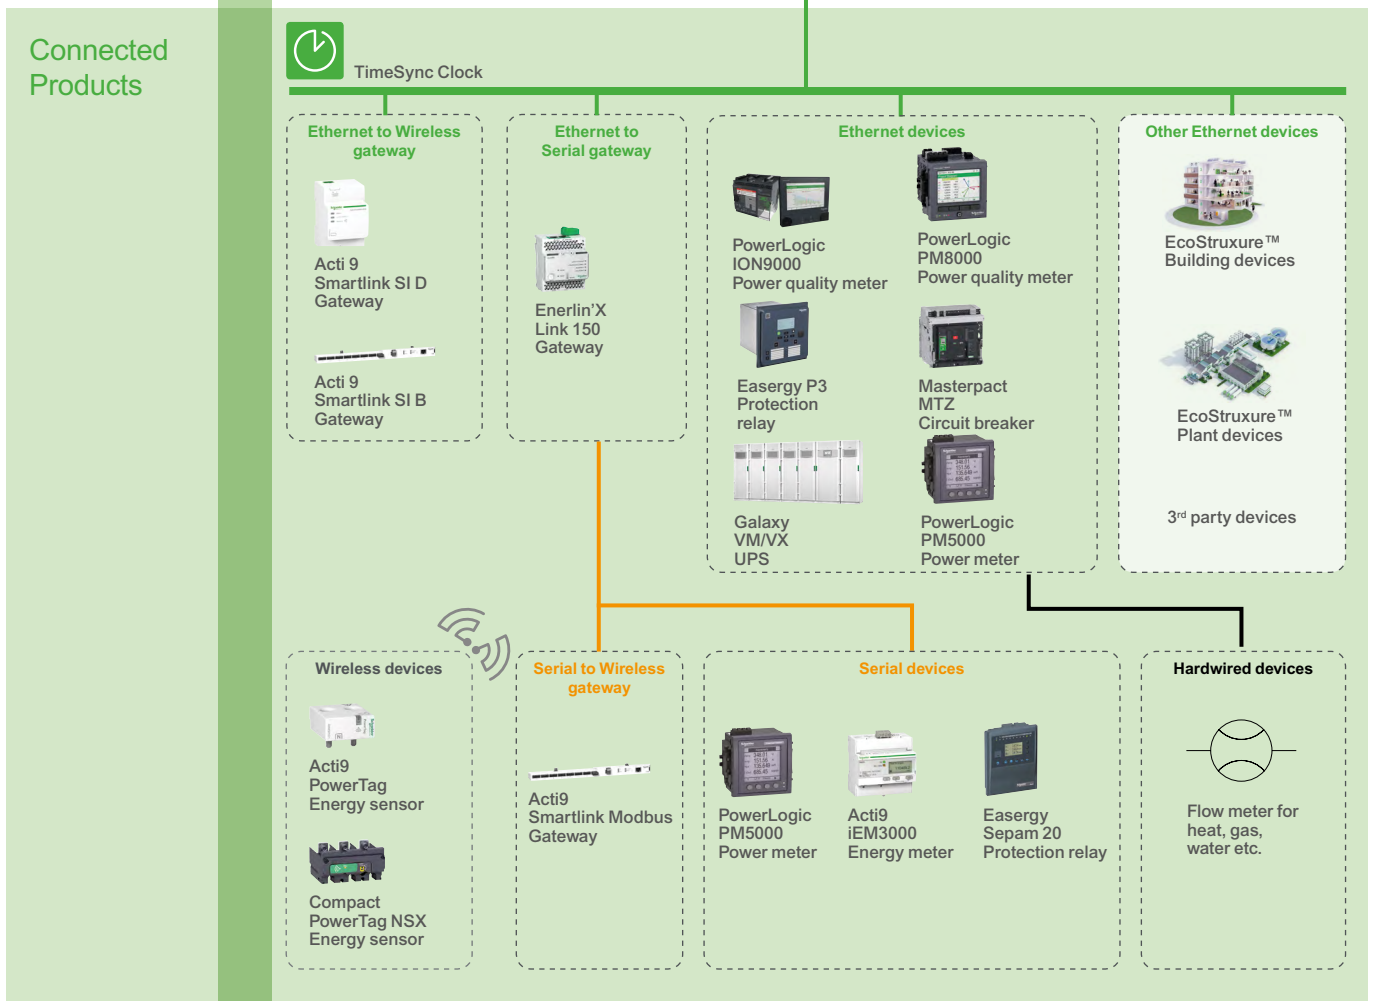 Connected
Products
TimeSync Clock
Ethernet to Wireless
gateway
Acti 9
Smartlink SI D
Gateway
Acti 9
Smartlink SI B
Gateway
Ethernet to
Serial gateway
Enerlin’X
Link 150
Gateway
Ethernet devices
PowerLogic
ION9000
Power quality meter
PowerLogic
PM8000
Power quality meter
Easergy P3
Protection
relay
Masterpact
MTZ
Circuit breaker
Galaxy
VM/VX
UPS
PowerLogic
PM5000
Power meter
Other Ethernet devices
EcoStruxure™
Building devices
EcoStruxure™
Plant devices
3rd party devices
Wireless devices
Acti9
PowerTag
Energy sensor
Compact
PowerTag NSX
Energy sensor
Serial to Wireless
gateway
Acti9
Smartlink Modbus
Gateway
Serial devices
PowerLogic
PM5000
Power meter
Acti9
iEM3000
Energy meter
Easergy
Sepam 20
Protection relay
Hardwired devices
Flow meter for
heat, gas,
water etc.